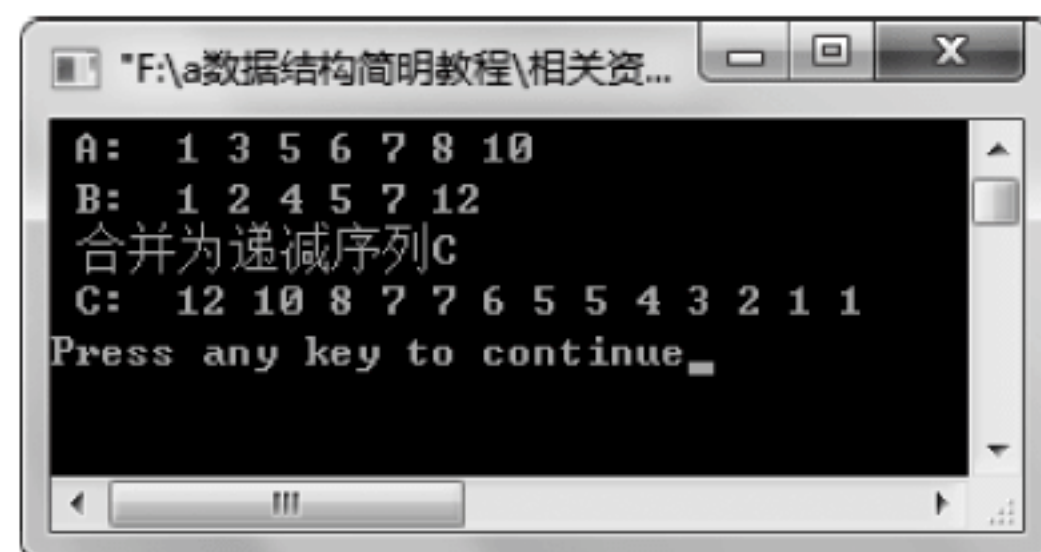 "F:\a数据结构简明教程\相关资...
A: 1 3 5 6 7 8 10
B: 1 2 4 5 7 12
合并为递减序列C
C: 12 10 8 7 7 6 5 5 4 3 2 1 1
Press any key to continue_